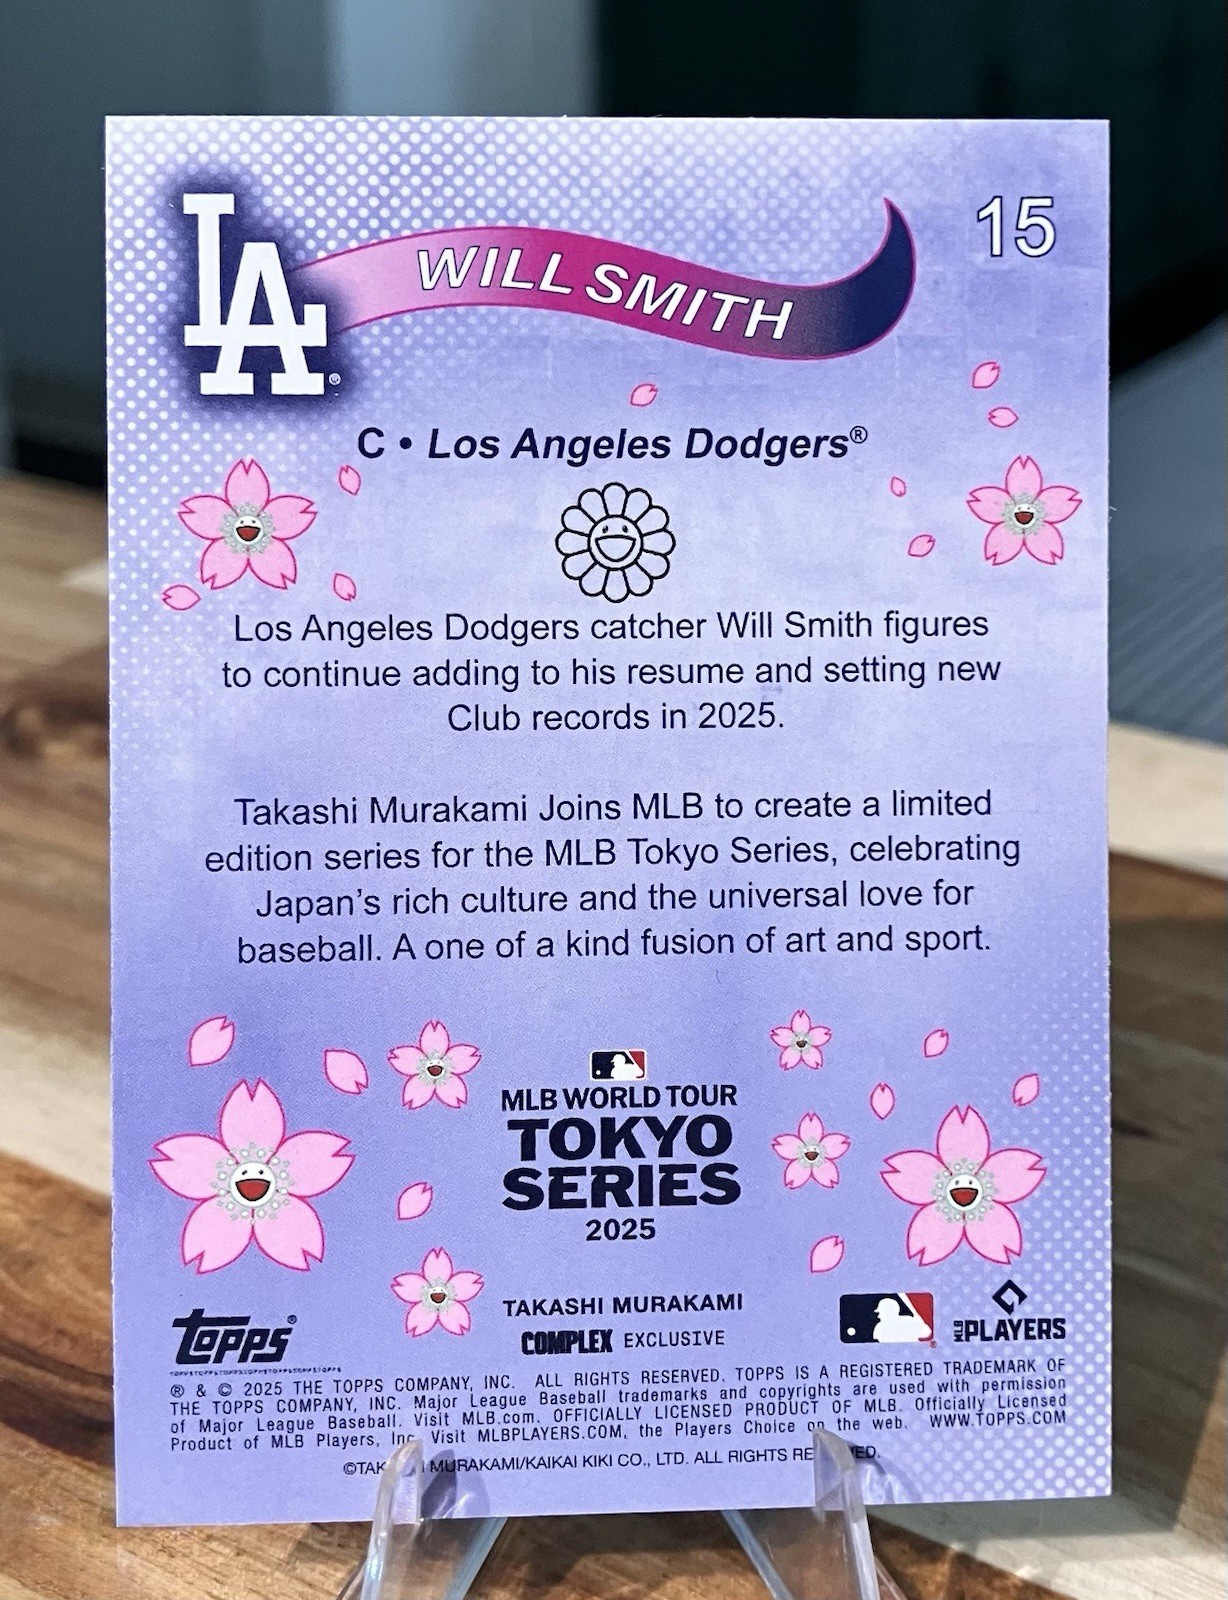 LA®
WILL SMITH
15
C • Los Angeles Dodgers®
Los Angeles Dodgers catcher Will Smith figures
to continue adding to his resume and setting new
Club records in 2025.
Takashi Murakami Joins MLB to create a limited
edition series for the MLB Tokyo Series, celebrating
Japan's rich culture and the universal love for
baseball. A one of a kind fusion of art and sport.
MLB WORLD TOUR
TOKYO
SERIES
2025
TAKASHI MURAKAMI
COMPLEX EXCLUSIVE
topps®
MLB PLAYERS
® & © 2025 THE TOPPS COMPANY, INC. ALL RIGHTS RESERVED. TOPPS IS A REGISTERED TRADEMARK OF
THE TOPPS COMPANY, INC. Major League Baseball trademarks and copyrights are used with permission
of Major League Baseball. Visit MLB.com. OFFICIALLY LICENSED PRODUCT OF MLB. Officially Licensed
Product of MLB Players, Inc. Visit MLBPLAYERS.COM, the Players Choice on the web. WWW.TOPPS.COM
MURAKAMI/KAIKAI KIKI CO., LTD. ALL RIGHTS